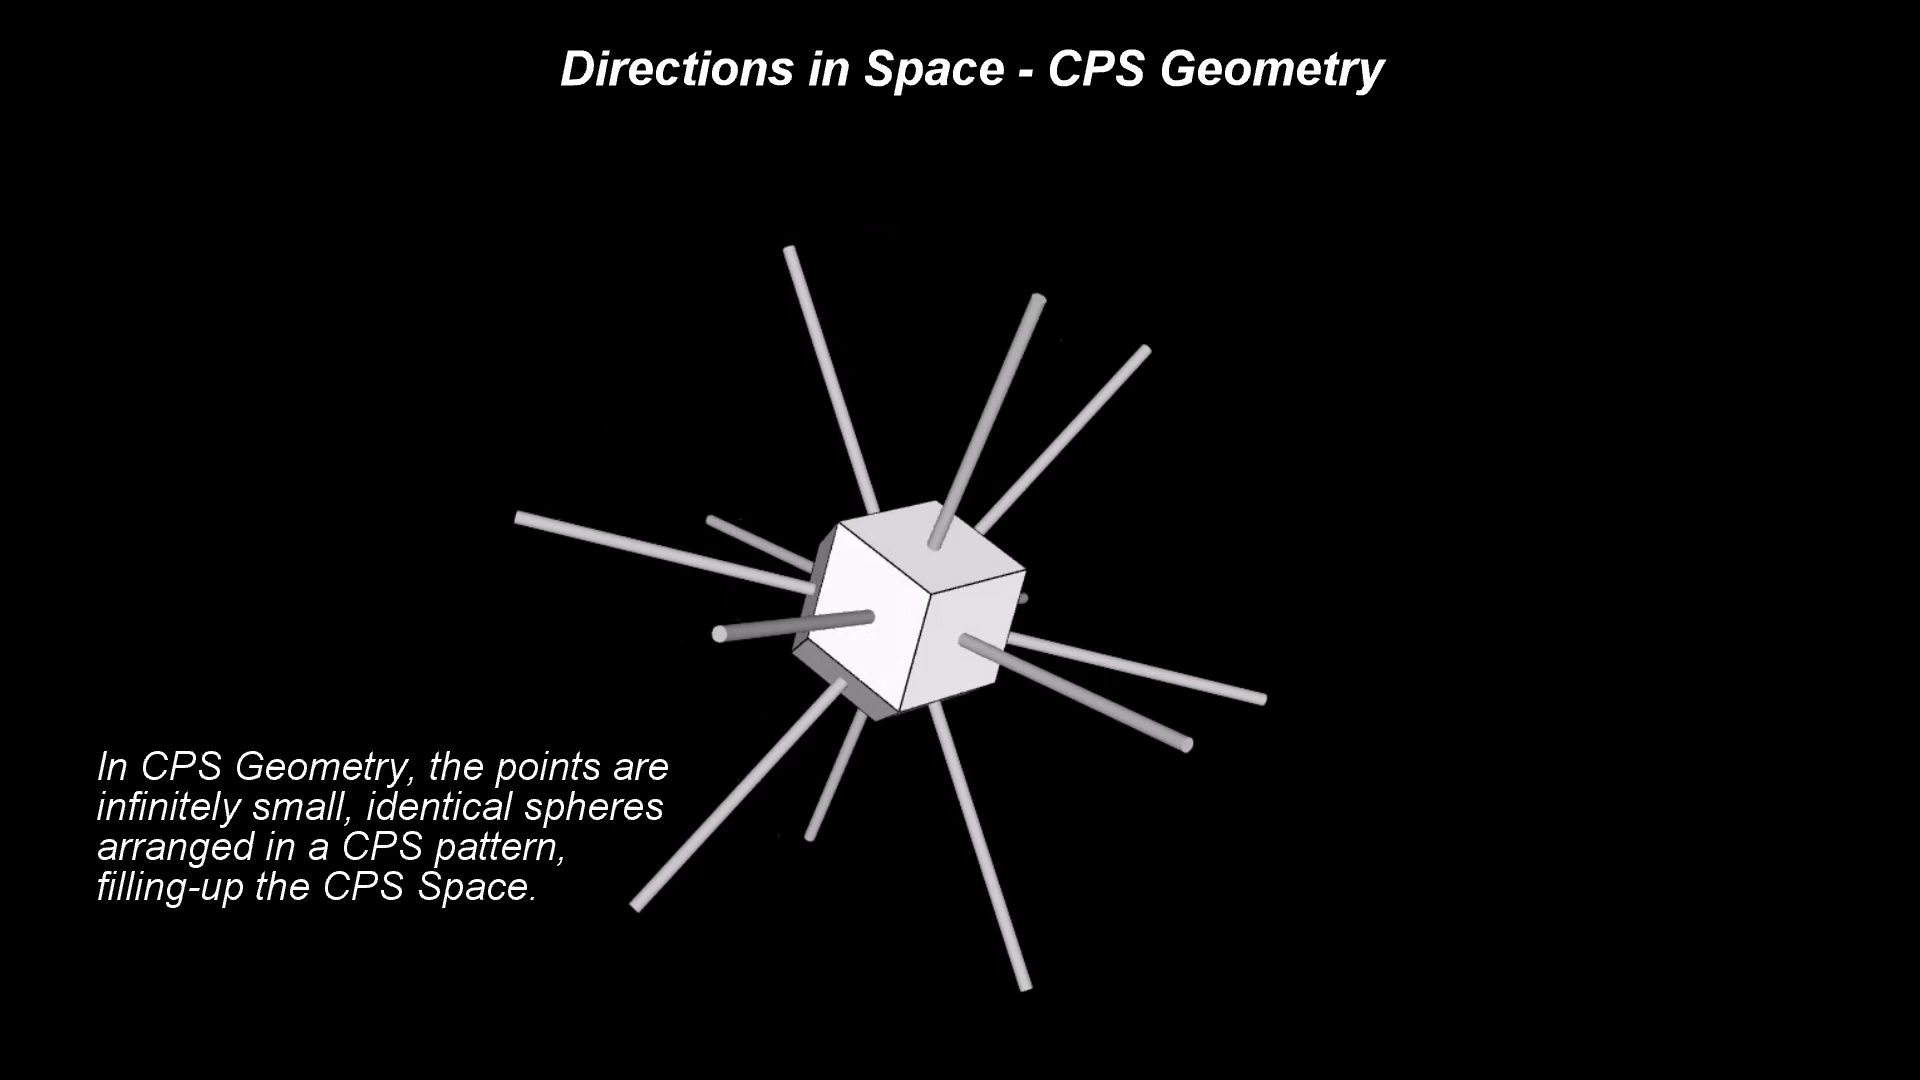 Directions in Space - CPS Geometry
In CPS Geometry, the points are
infinitely small, identical spheres
arranged in a CPS pattern,
filling-up the CPS Space.